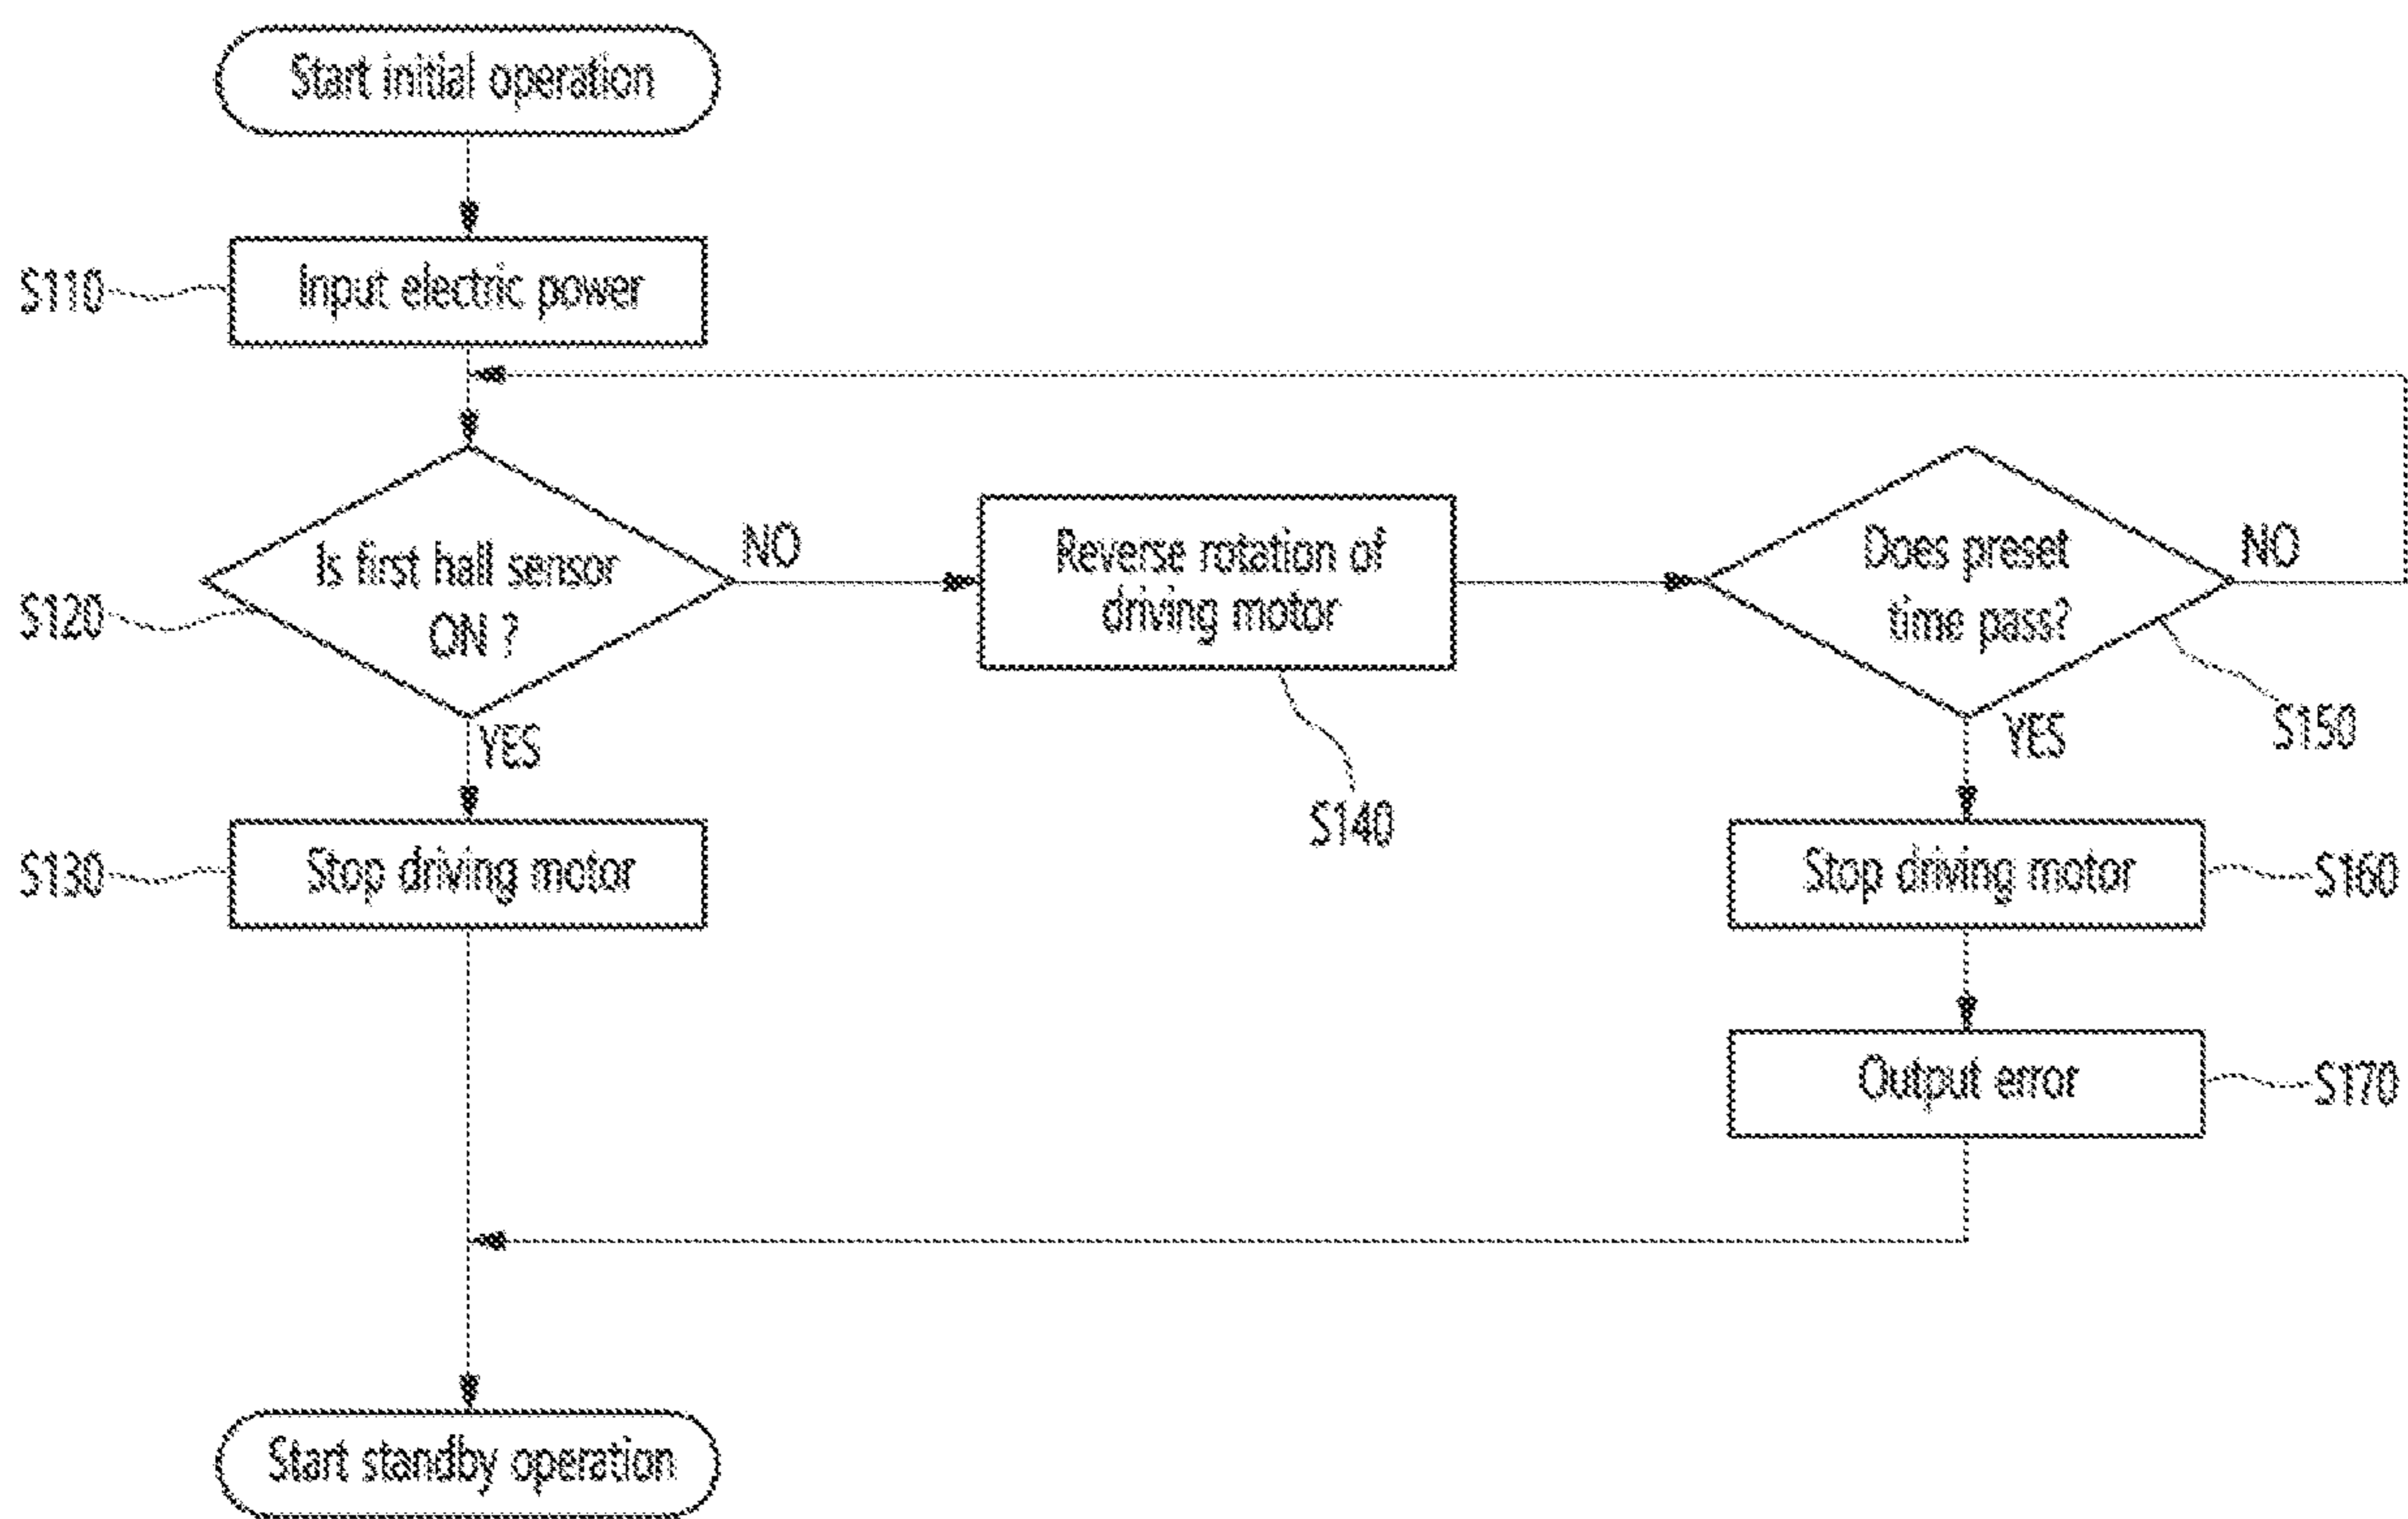 Start initial operation
S110
Input electric power
S120
Is first hall sensor
ON ?
NO
YES
Reverse rotation of
driving motor
S140
Does preset
time pass?
NO
YES
S150
S130
Stop driving motor
Stop driving motor
S160
Output error
S170
Start standby operation